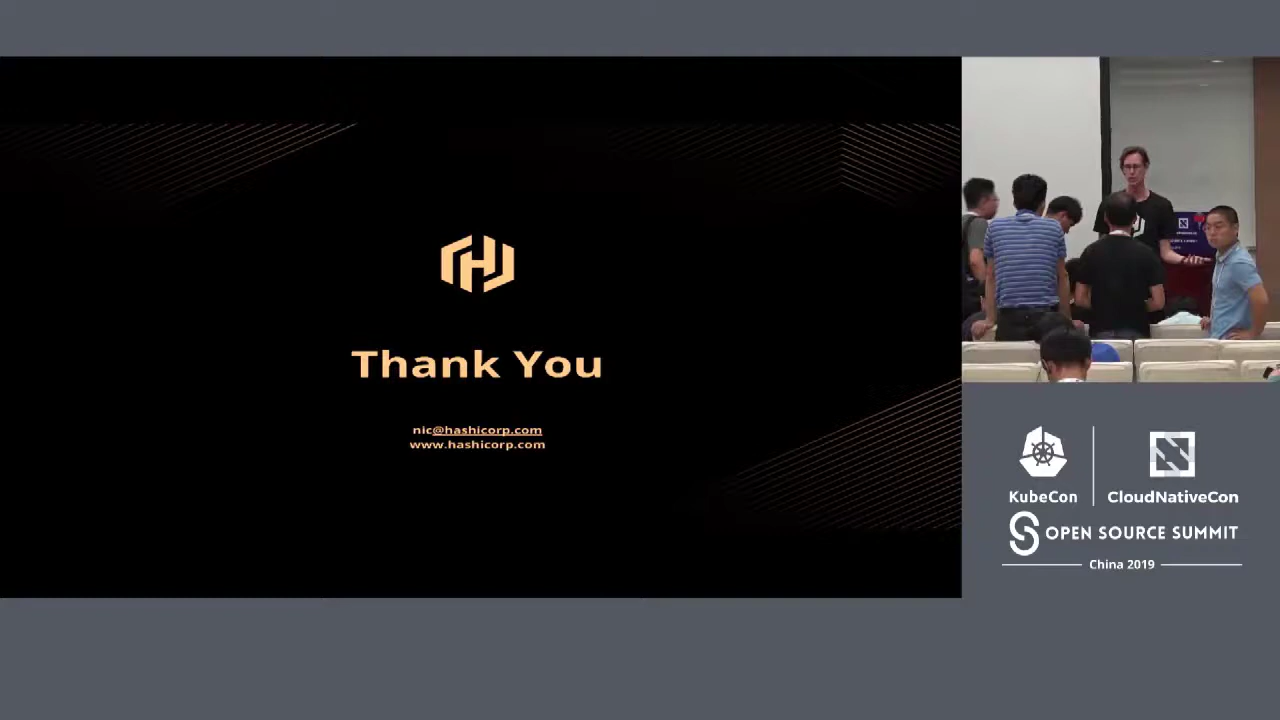 Thank You
nic@hashicorp.com
www.hashicorp.com
KubeCon
CloudNativeCon
OPEN SOURCE SUMMIT
China 2019